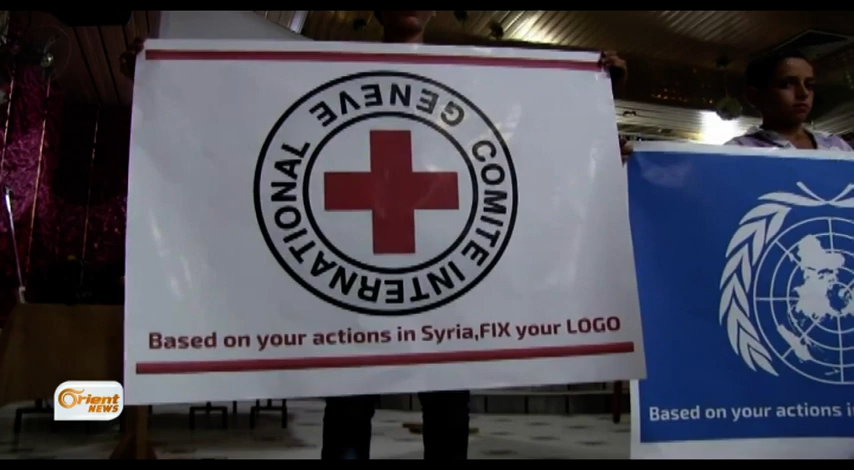 COMITE INTERNATIONAL
GENEVE
Based on your actions in Syria,FIX your LOGO
Based on your actions
Orient
NEWS